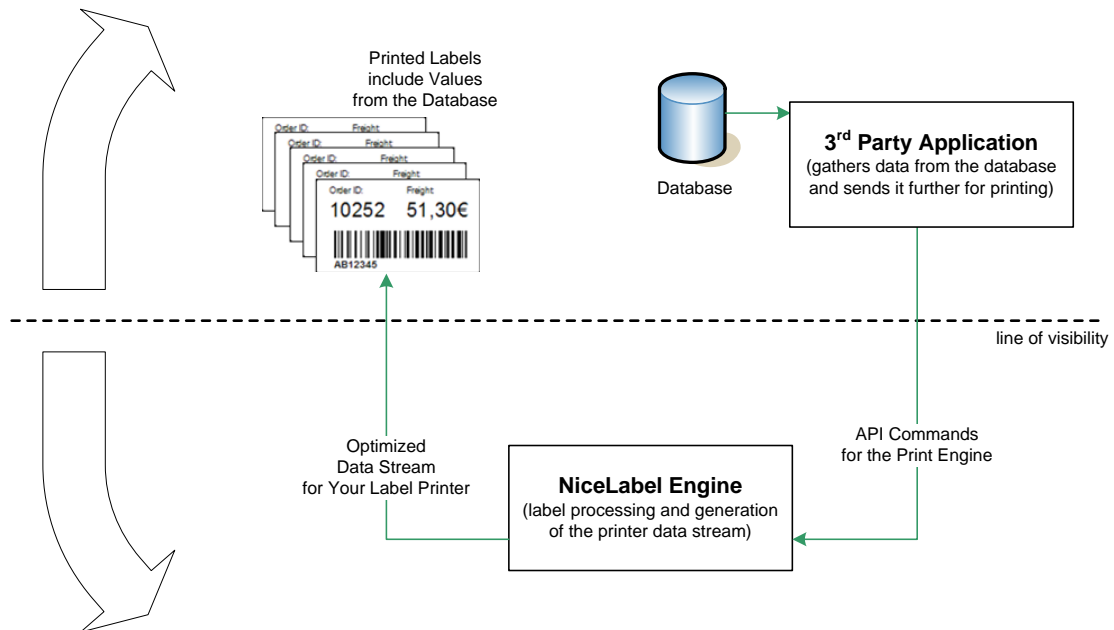 Printed Labels
include Values
from the Database
Order ID: Freight:
Order ID: Freight:
Order ID: Freight:
Order ID: Freight:
Order ID: Freight:
10252 51,30€
AB12345
Database
3rd Party Application
(gathers data from the database
and sends it further for printing)
line of visibility
Optimized
Data Stream
for Your Label Printer
NiceLabel Engine
(label processing and generation
of the printer data stream)
API Commands
for the Print Engine